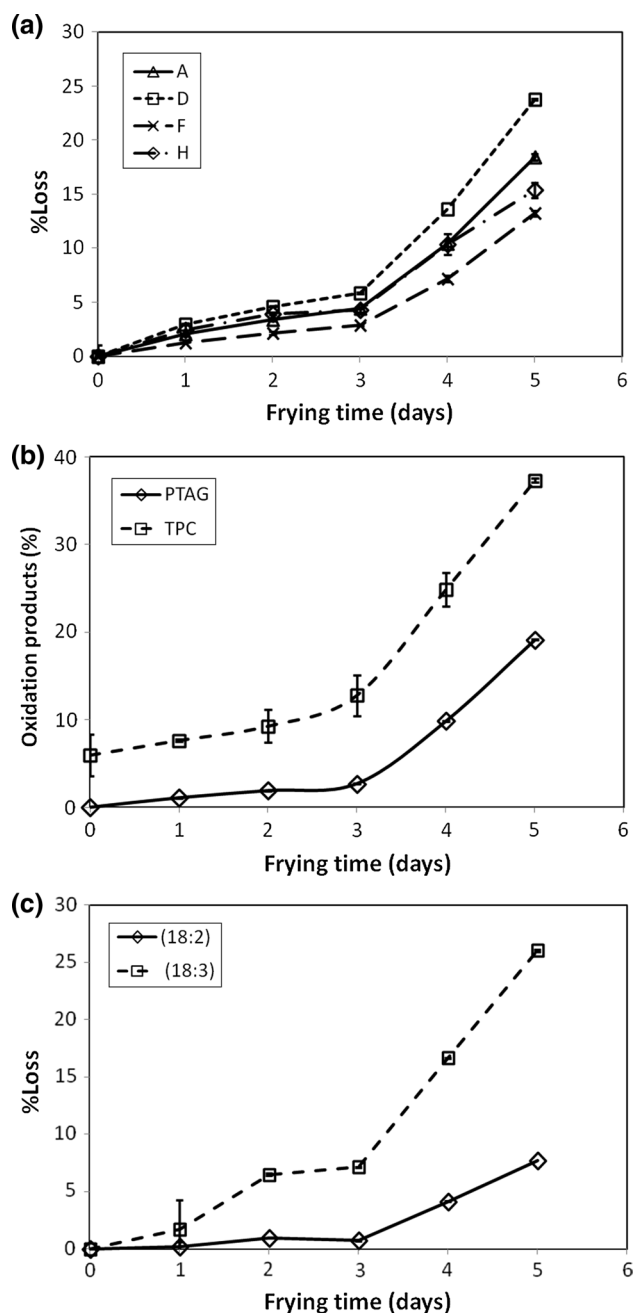 (a)
30
25
20
15
10
5
0
%Loss
A
D
F
H
0 1 2 3 4 5 6
Frying time (days)
(b)
40
30
20
10
0
Oxidation products (%)
PTAG
TPC
0 1 2 3 4 5 6
Frying time (days)
(c)
30
25
20
15
10
5
0
%Loss
(18:2)
(18:3)
0 1 2 3 4 5 6
Frying time (days)